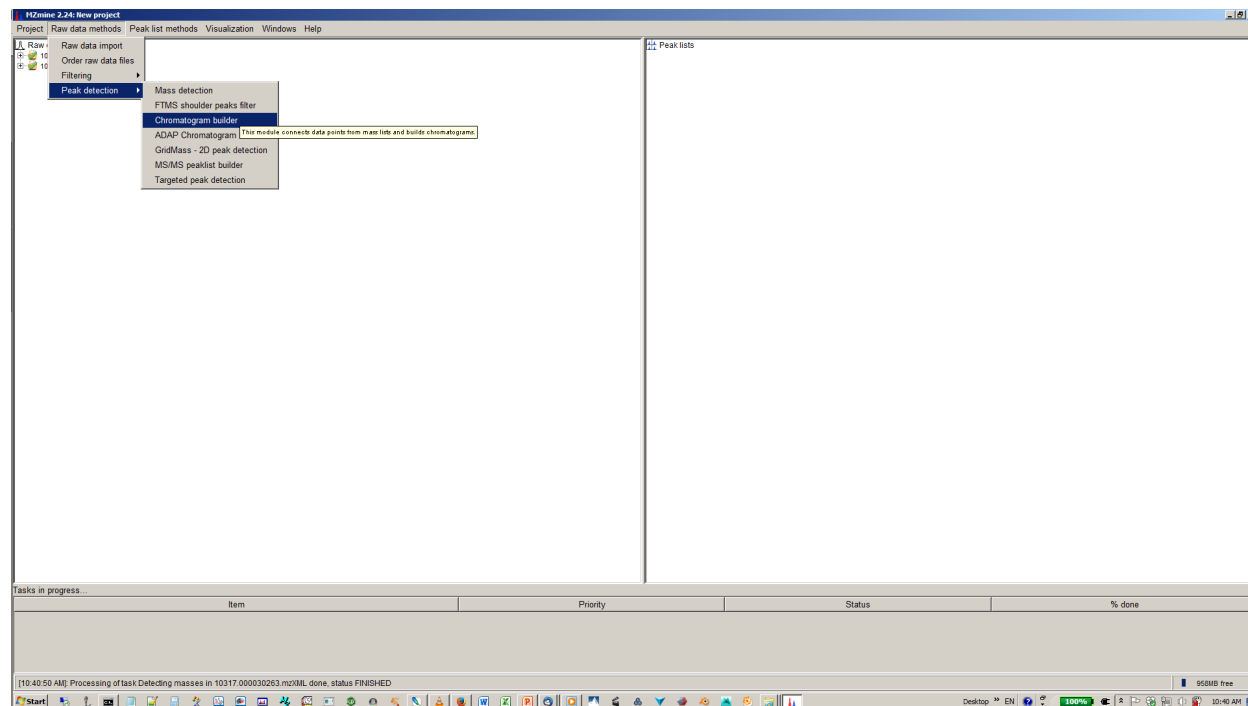 MZmine 2.24: New project
Project Raw data methods Peak list methods Visualization Windows Help
Raw
10
10
Raw data import
Order raw data files
Filtering
Peak detection
Mass detection
FTMS shoulder peaks filter
Chromatogram builder
ADAP Chromatogram
This module connects data points from mass lists and builds chromatograms.
GridMass - 2D peak detection
MS/MS peaklist builder
Targeted peak detection
Peak lists
Tasks in progress...
Item Priority Status % done
[10:40:50 AM]: Processing of task Detecting masses in 10317.000030263.mzXML done, status FINISHED
958MB free
Start
Desktop » EN 100% 10:40 AM